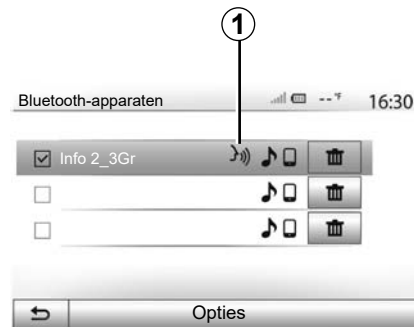 1
Bluetooth-apparaten --°F 16:30
Info 2_3Gr
Opties